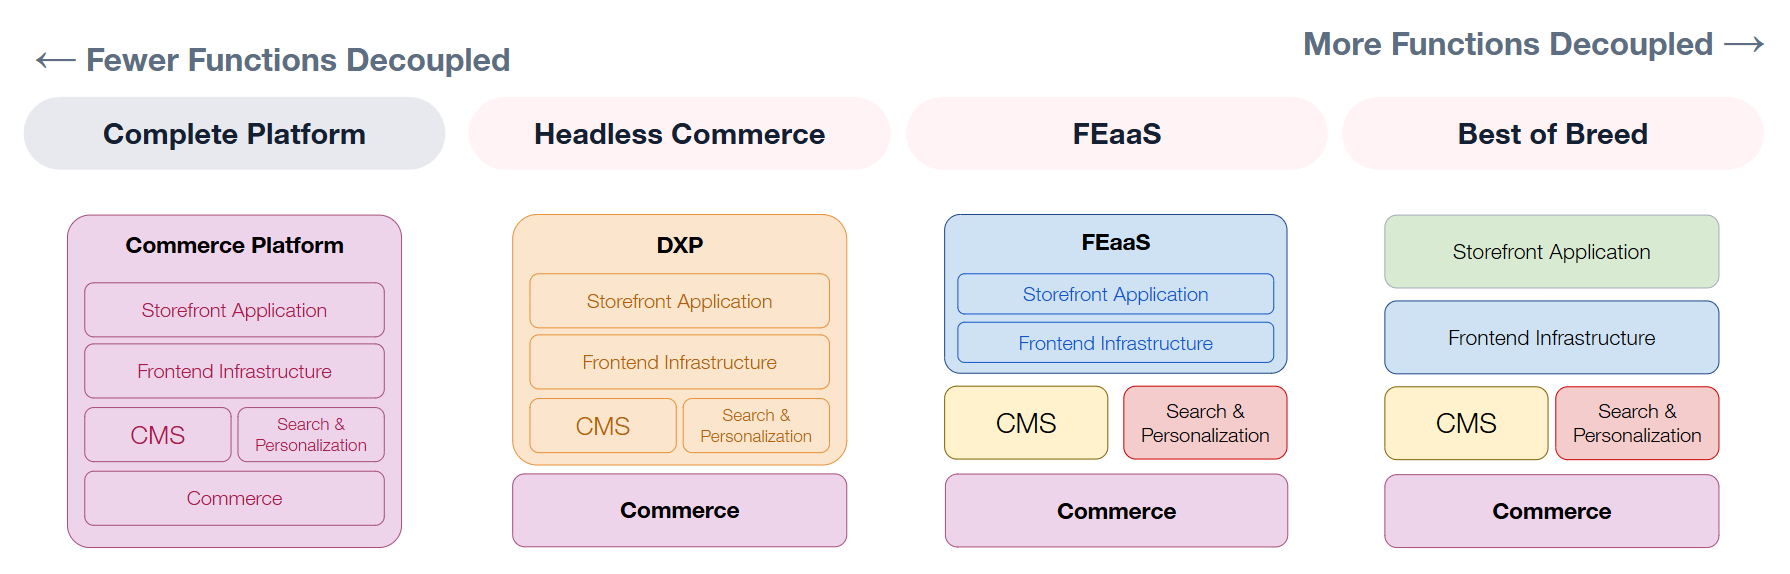 ← Fewer Functions Decoupled
More Functions Decoupled →
Complete Platform
Headless Commerce
FEaaS
Best of Breed
Commerce Platform
Storefront Application
Frontend Infrastructure
CMS
Search &
Personalization
Commerce
DXP
Storefront Application
Frontend Infrastructure
CMS
Search &
Personalization
Commerce
FEaaS
Storefront Application
Frontend Infrastructure
CMS
Search &
Personalization
Commerce
Storefront Application
Frontend Infrastructure
CMS
Search &
Personalization
Commerce